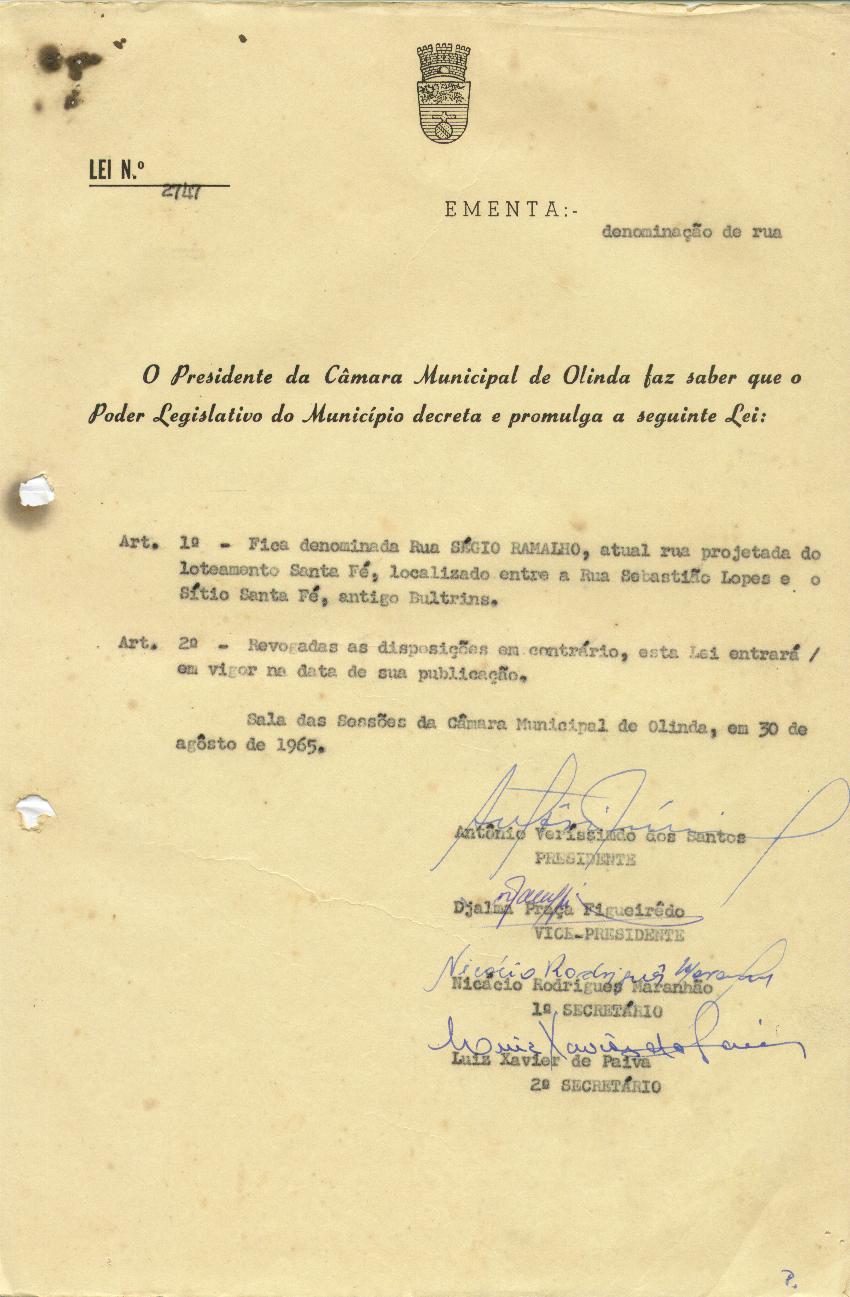 LEI N.º 2747
EMENTA:-
denominação de rua
O Presidente da Câmara Municipal de Olinda faz saber que o
Poder Legislativo do Município decreta e promulga a seguinte Lei:
Art. 1º - Fica denominada Rua SÉGIO RAMALHO, atual rua projetada do
loteamento Santa Fé, localizado entre a Rua Sebastião Lopes e o
Sítio Santa Fé, antigo Bultrins.
Art. 2º - Revogadas as disposições em contrário, esta Lei entrará /
em vigor na data de sua publicação.
Sala das Sessões da Câmara Municipal de Olinda, em 30 de
agôsto de 1965.
Antônio Veríssimdo dos Santos
PRESIDENTE
Djalma Praça Figueirêdo
VICE-PRESIDENTE
Nicácio Rodrigues Maranhão
Nicácio Rodrigues Maranhão
1º SECRETÁRIO
Luiz Xavier de Paiva
Luiz Xavier de Paiva
2º SECRETÁRIO